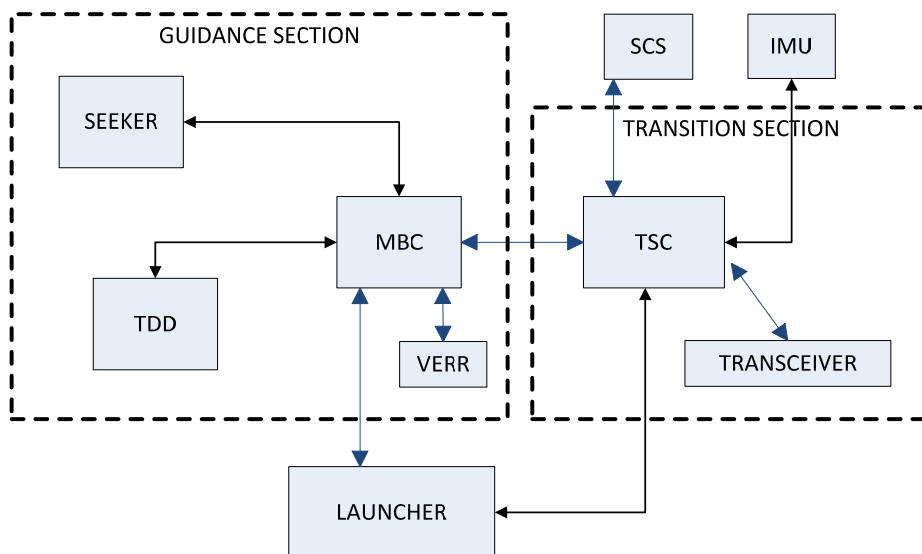 GUIDANCE SECTION
SCS
IMU
SEEKER
TRANSITION SECTION
MBC
TSC
TDD
VERR
TRANSCEIVER
LAUNCHER